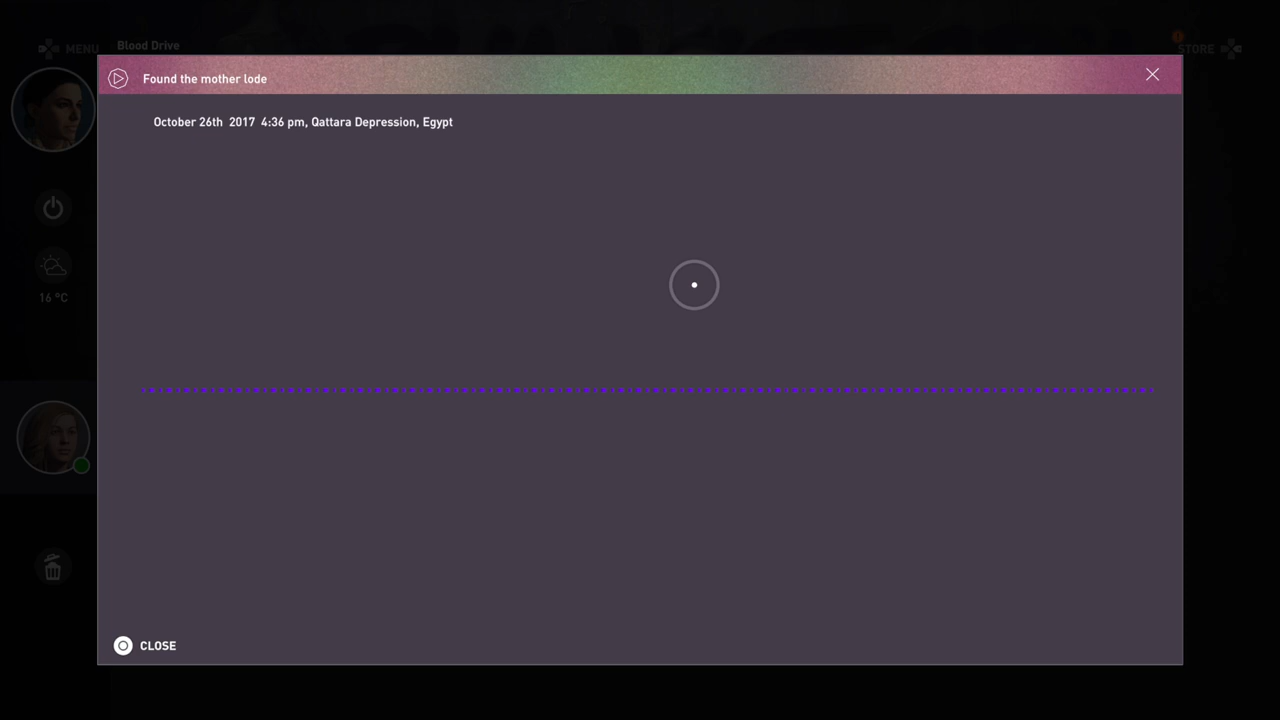 MENU
Blood Drive
STORE
Found the mother lode
October 26th 2017 4:36 pm, Qattara Depression, Egypt
16 °C
CLOSE